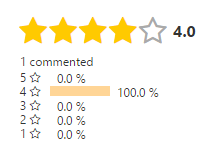 4.0
1 commented
5 ☆ 0.0 %
4 ☆ 100.0 %
3 ☆ 0.0 %
2 ☆ 0.0 %
1 ☆ 0.0 %